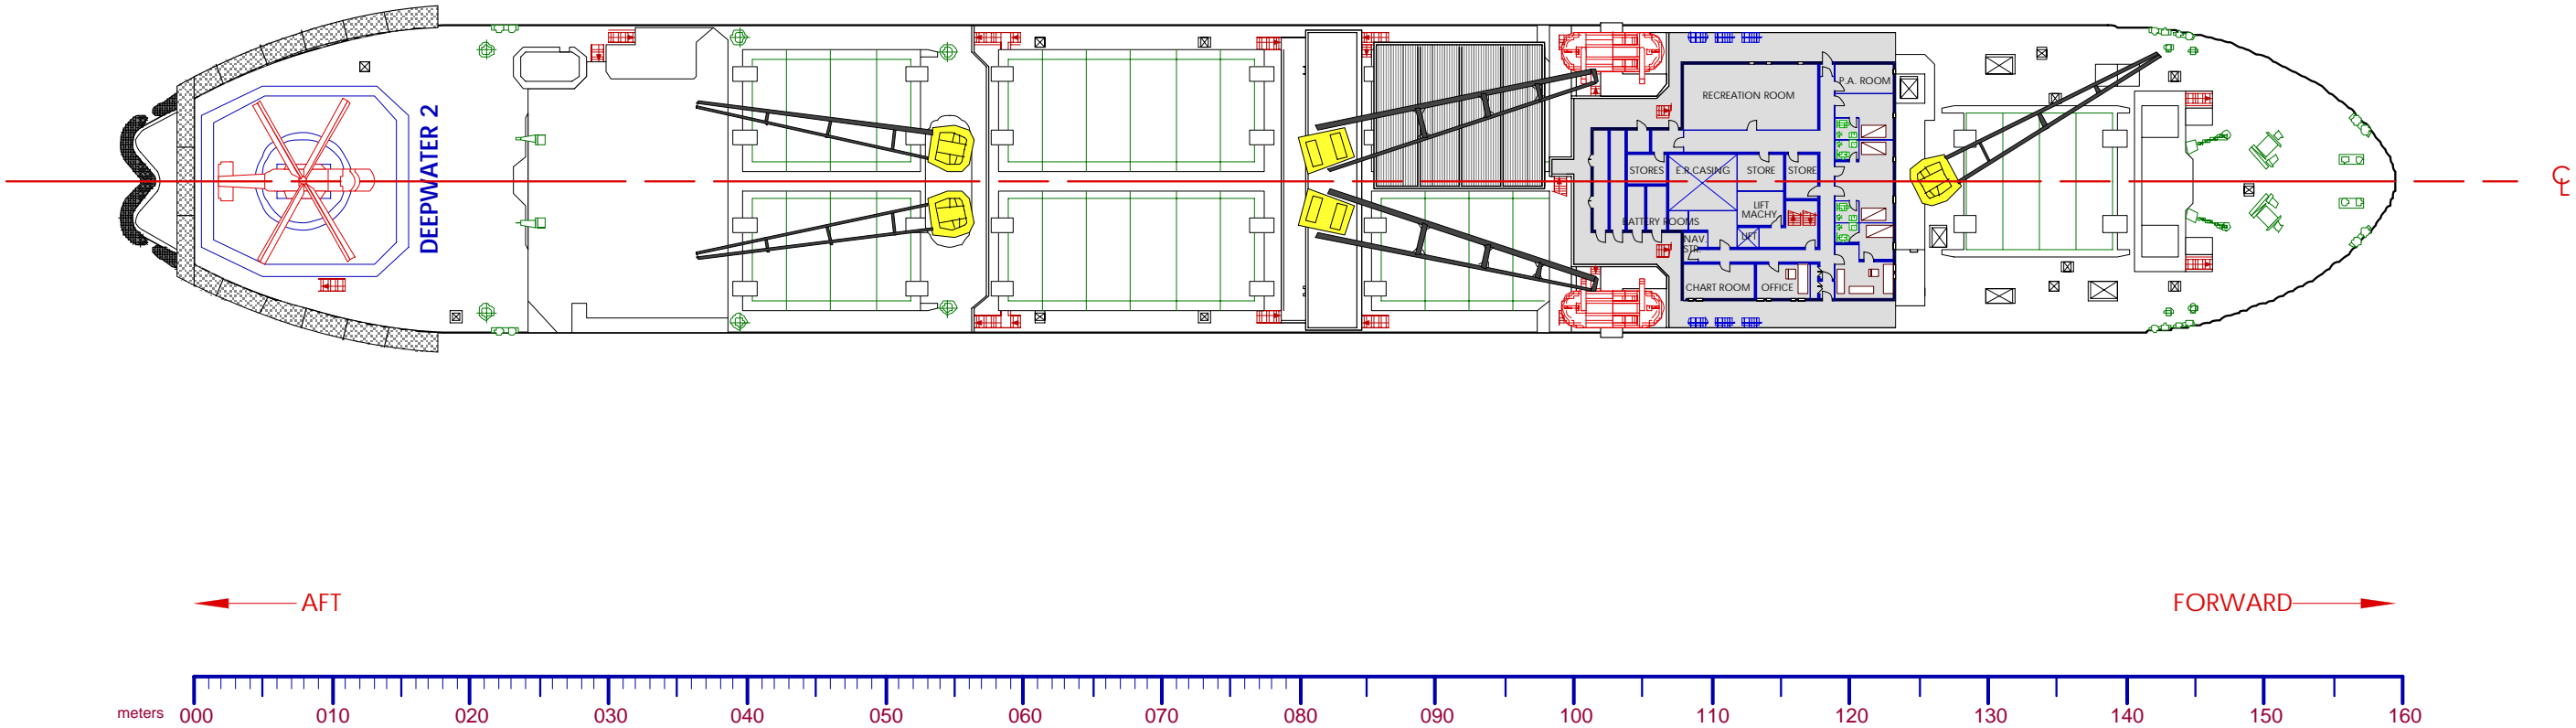 DEEPWATER 2
P.A. ROOM
RECREATION ROOM
STORES
E.R.CASING
STORE
STORE
LIFT
MACHY
BATTERY ROOMS
LIFT
NAV.
STR.
CHART ROOM
OFFICE
℄
AFT
FORWARD
meters 000 010 020 030 040 050 060 070 080 090 100 110 120 130 140 150 160